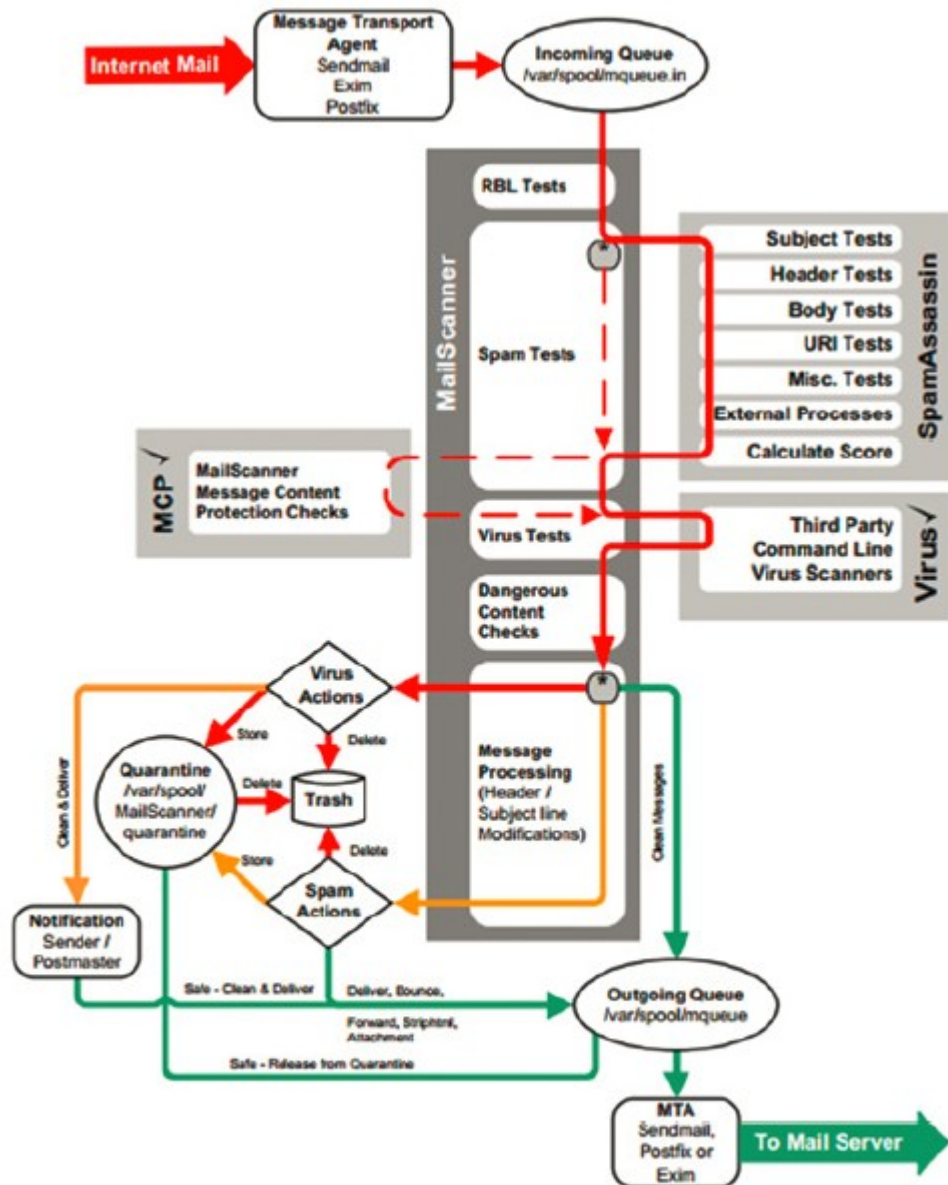 Message Transport
Agent
Sendmail
Exim
Postfix
Internet Mail
Incoming Queue
/var/spool/mqueue.in
MailScanner
RBL Tests
Spam Tests
*
Subject Tests
Header Tests
Body Tests
URI Tests
Misc. Tests
External Processes
Calculate Score
SpamAssassin
MCP
MailScanner
Message Content
Protection Checks
Virus Tests
Third Party
Command Line
Virus Scanners
Virus
Dangerous
Content
Checks
*
Message
Processing
(Header /
Subject line
Modifications)
Virus
Actions
Store
Delete
Clean & Deliver
Quarantine
/var/spool/
MailScanner/
quarantine
Delete
Trash
Delete
Store
Spam
Actions
Clean Messages
Notification
Sender /
Postmaster
Safe - Clean & Deliver
Deliver, Bounce,
Forward, Striphtml,
Attachment
Safe - Release from Quarantine
Outgoing Queue
/var/spool/mqueue
MTA
Sendmail,
Postfix or
Exim
To Mail Server